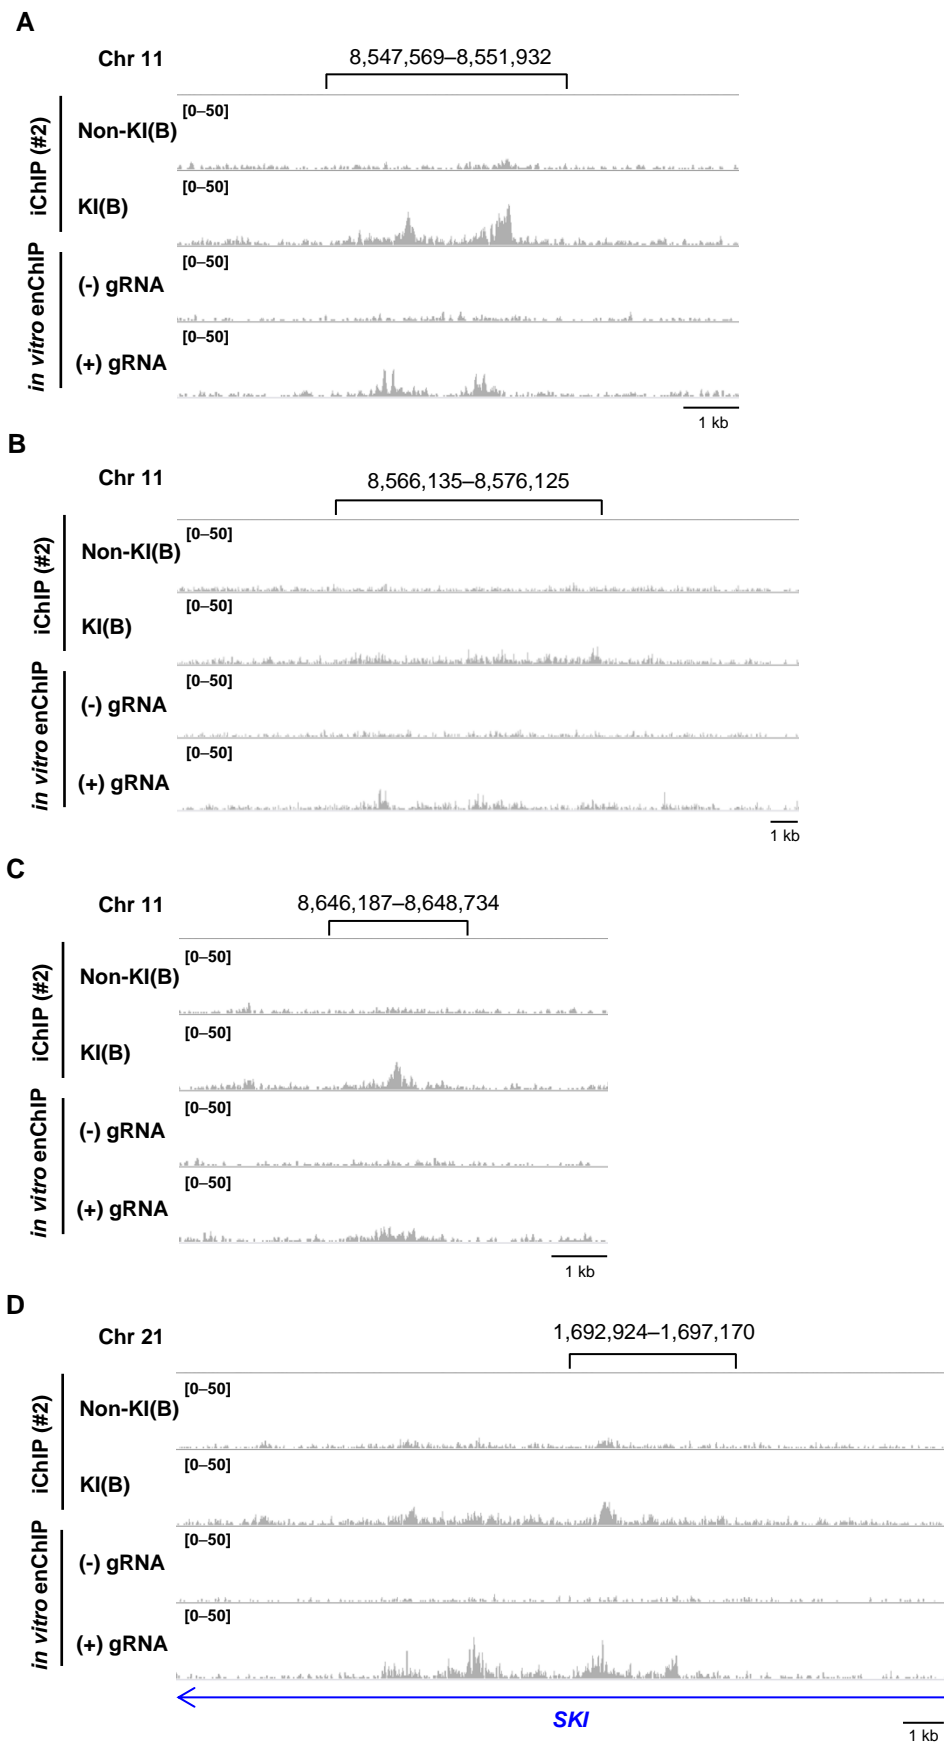 A
Chr 11
8,547,569–8,551,932
iChIP (#2)
Non-KI(B)
[0–50]
KI(B)
[0–50]
in vitro enChIP
(-) gRNA
[0–50]
(+) gRNA
[0–50]
1 kb
B
Chr 11
8,566,135–8,576,125
iChIP (#2)
Non-KI(B)
[0–50]
KI(B)
[0–50]
in vitro enChIP
(-) gRNA
[0–50]
(+) gRNA
[0–50]
1 kb
C
Chr 11
8,646,187–8,648,734
iChIP (#2)
Non-KI(B)
[0–50]
KI(B)
[0–50]
in vitro enChIP
(-) gRNA
[0–50]
(+) gRNA
[0–50]
1 kb
D
Chr 21
1,692,924–1,697,170
iChIP (#2)
Non-KI(B)
[0–50]
KI(B)
[0–50]
in vitro enChIP
(-) gRNA
[0–50]
(+) gRNA
[0–50]
SKI
1 kb